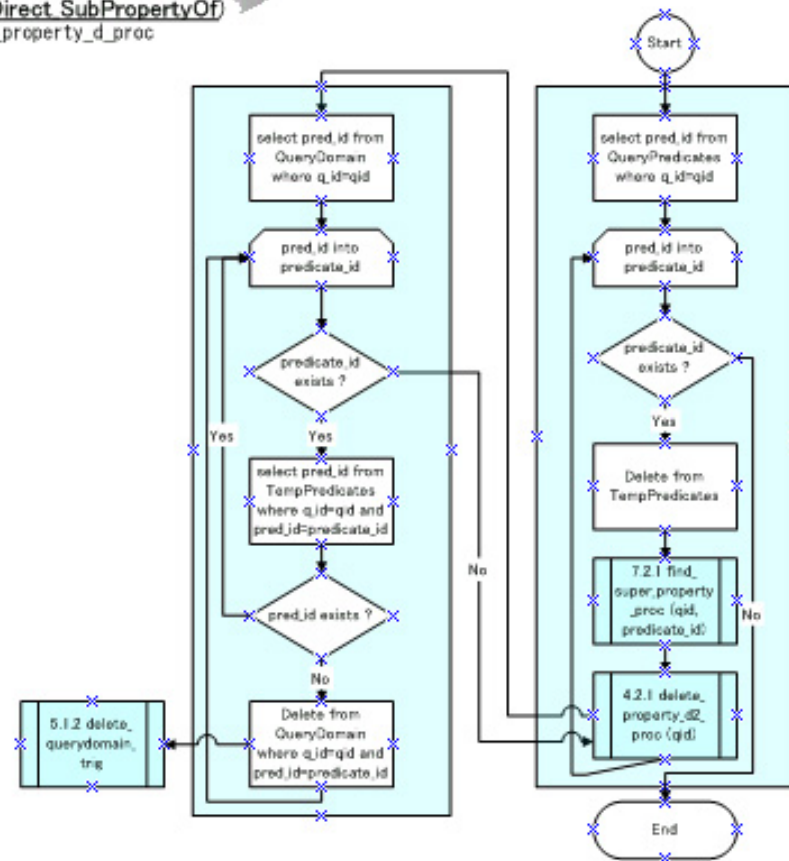 Direct_SubPropertyOf)
_property_d_proc
Start
select pred_id from
QueryDomain
where q_id=qid
pred_id into
predicate_id
predicate_id
exists ?
Yes
Yes
select pred_id from
TempPredicates
where q_id=qid and
pred_id=predicate_id
No
pred_id exists ?
No
Delete from
QueryDomain
where q_id=qid and
pred_id=predicate_id
5.1.2 delete_
querydomain_
trig
select pred_id from
QueryPredicates
where q_id=qid
pred_id into
predicate_id
predicate_id
exists ?
Yes
Delete from
TempPredicates
7.2.1 find_
super_property
_proc (qid,
predicate_id)
No
4.2.1 delete_
property_d2_
proc (qid)
End